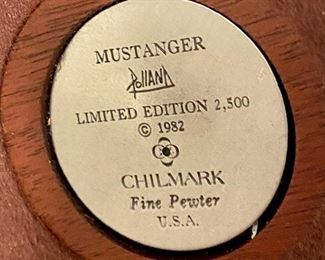 MUSTANGER
Polland
LIMITED EDITION 2,500
© 1982
CHILMARK
Fine Pewter
U.S.A.